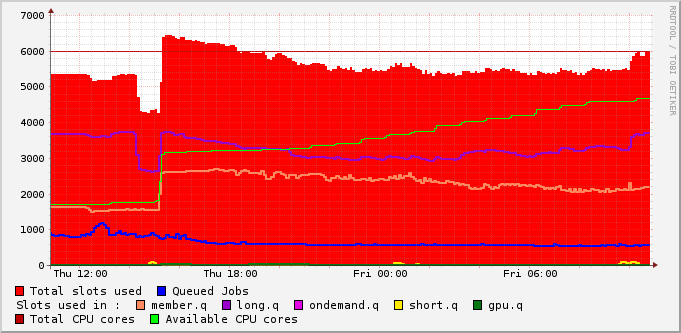 7000
6000
5000
4000
3000
2000
1000
0
Thu 12:00 Thu 18:00 Fri 00:00 Fri 06:00
Total slots used Queued Jobs
Slots used in : member.q long.q ondemand.q short.q gpu.q
Total CPU cores Available CPU cores
RRDTOOL / TOBI OETIKER